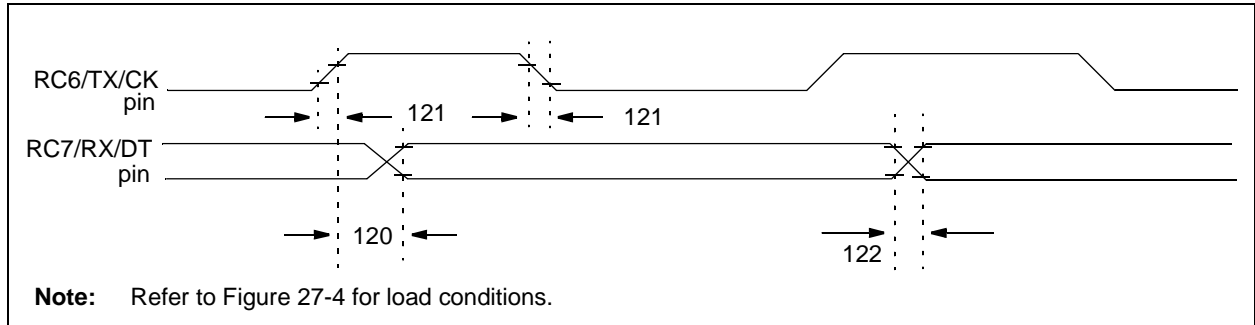 RC6/TX/CK
pin
121
121
RC7/RX/DT
pin
120
122
Note: Refer to Figure 27-4 for load conditions.